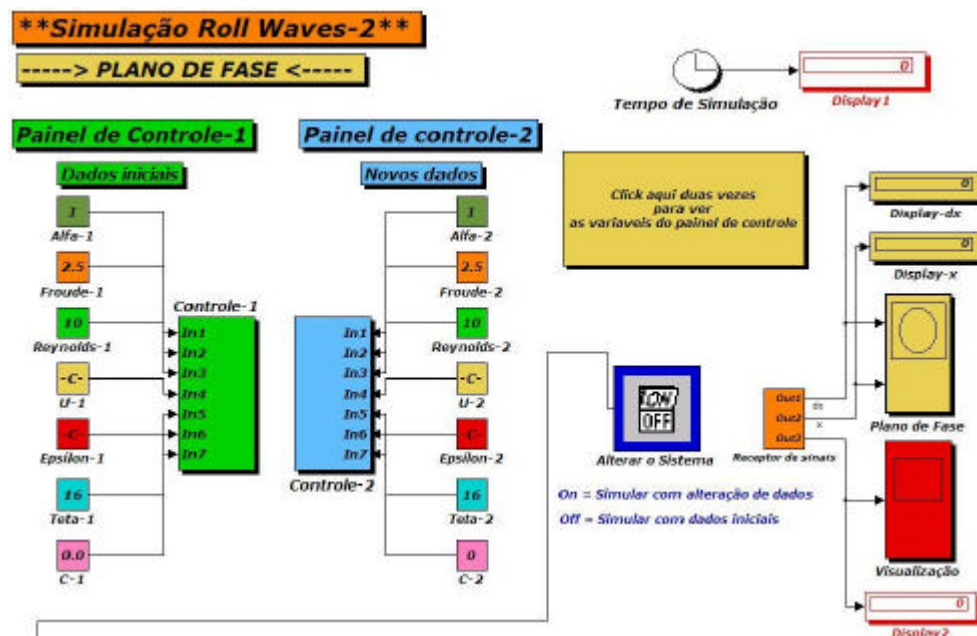 **Simulação Roll Waves-2**
-----> PLANO DE FASE <-----
0
Tempo de Simulação
Display1
Painel de Controle-1
Painel de controle-2
Dados iniciais
Novos dados
1
Alfa-1
2.5
Froude-1
10
Reynolds-1
-C-
U-1
-C-
Epsilon-1
16
Teta-1
0.0
C-1
Controle-1
In1
In2
In3
In4
In5
In6
In7
1
Alfa-2
2.5
Froude-2
10
Reynolds-2
-C-
U-2
-C-
Epsilon-2
16
Teta-2
0
C-2
In1
In2
In3
In4
In5
In6
In7
Controle-2
Click aqui duas vezes
para ver
as variaveis do painel de controle
ON
OFF
Alterar o Sistema
On = Simular com alteração de dados
Off = Simular com dados iniciais
Out1
Out2
Out3
dx
x
Receptor de sinais
0
Display-dx
0
Display-x
Plano de Fase
Visualização
0
Display2